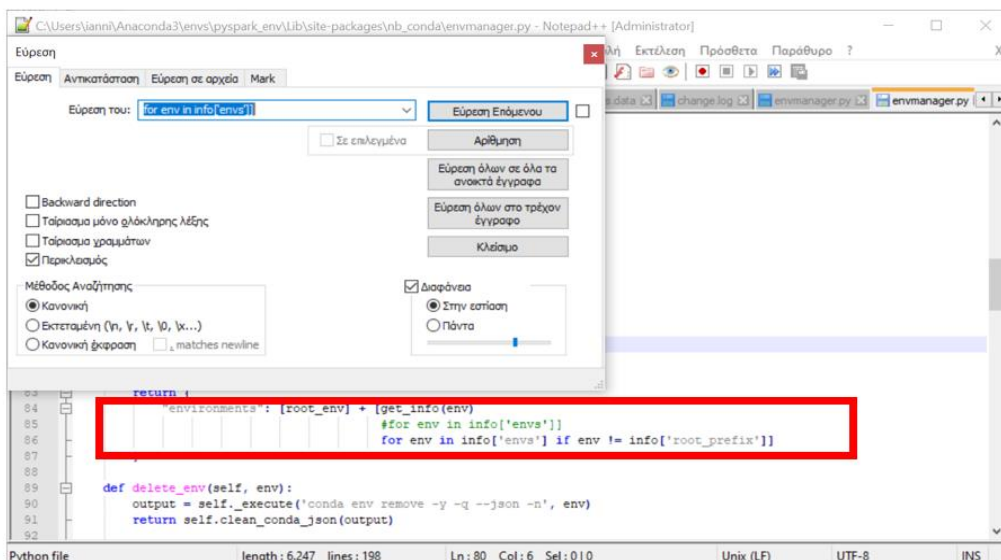 C:\Users\ianni\Anaconda3\envs\pyspark_env\Lib\site-packages\nb_conda\envmanager.py - Notepad++ [Administrator]
Εύρεση
Εκτέλεση Πρόσθετα Παράθυρο ? X
Εύρεση Αντικατάσταση Εύρεση σε αρχεία Mark
s.data change.log envmanager.py envmanager.py
Εύρεση του: for env in info['envs']]
Εύρεση Επόμενου
Σε επιλεγμένα
Αρίθμηση
Εύρεση όλων σε όλα τα
ανοικτά έγγραφα
Backward direction
Εύρεση όλων στο τρέχον
έγγραφο
Ταίριασμα μόνο ολόκληρης λέξης
Ταίριασμα γραμμάτων
Κλείσιμο
Περικλεισμός
Μέθοδος Αναζήτησης
Διαφάνεια
Κανονική
Στην εστίαση
Εκτεταμένη (\n, \r, \t, \0, \x...)
Πάντα
Κανονική έκφραση . matches newline
83 return {
84 "environments": [root_env] + [get_info(env)
85 #for env in info['envs']]
86 for env in info['envs'] if env != info['root_prefix']]
87
88
89 def delete_env(self, env):
90 output = self._execute('conda env remove -y -q --json -n', env)
91 return self.clean_conda_json(output)
92
Python file length : 6,247 lines : 198 Ln : 80 Col : 6 Sel : 0 | 0 Unix (LF) UTF-8 INS